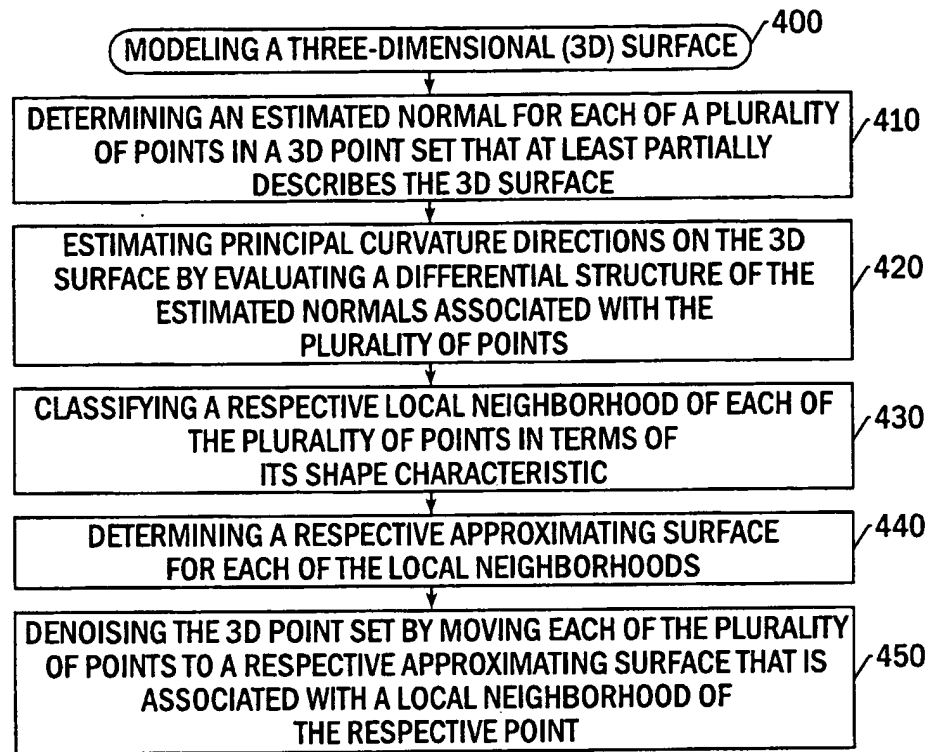 MODELING A THREE-DIMENSIONAL (3D) SURFACE
400
DETERMINING AN ESTIMATED NORMAL FOR EACH OF A PLURALITY
OF POINTS IN A 3D POINT SET THAT AT LEAST PARTIALLY
DESCRIBES THE 3D SURFACE
410
ESTIMATING PRINCIPAL CURVATURE DIRECTIONS ON THE 3D
SURFACE BY EVALUATING A DIFFERENTIAL STRUCTURE OF THE
ESTIMATED NORMALS ASSOCIATED WITH THE
PLURALITY OF POINTS
420
CLASSIFYING A RESPECTIVE LOCAL NEIGHBORHOOD OF EACH OF
THE PLURALITY OF POINTS IN TERMS OF
ITS SHAPE CHARACTERISTIC
430
DETERMINING A RESPECTIVE APPROXIMATING SURFACE
FOR EACH OF THE LOCAL NEIGHBORHOODS
440
DENOISING THE 3D POINT SET BY MOVING EACH OF THE PLURALITY
OF POINTS TO A RESPECTIVE APPROXIMATING SURFACE THAT IS
ASSOCIATED WITH A LOCAL NEIGHBORHOOD OF
THE RESPECTIVE POINT
450